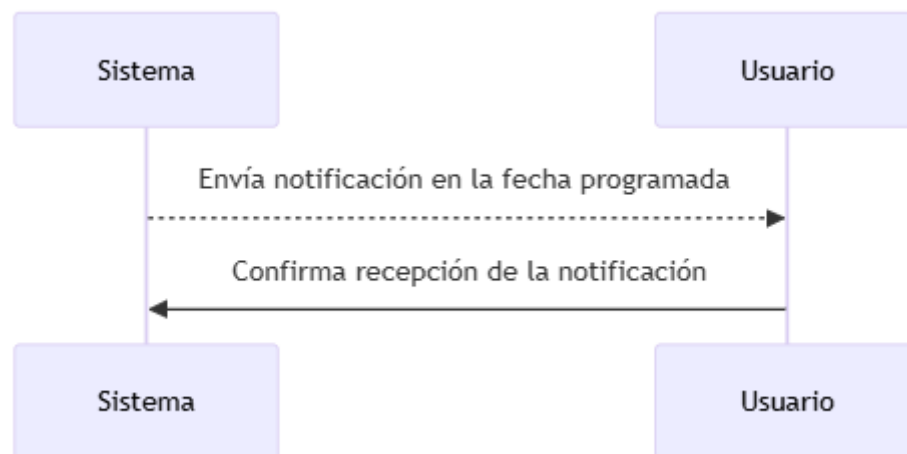 Sistema
Usuario
Envía notificación en la fecha programada
Confirma recepción de la notificación
Sistema
Usuario